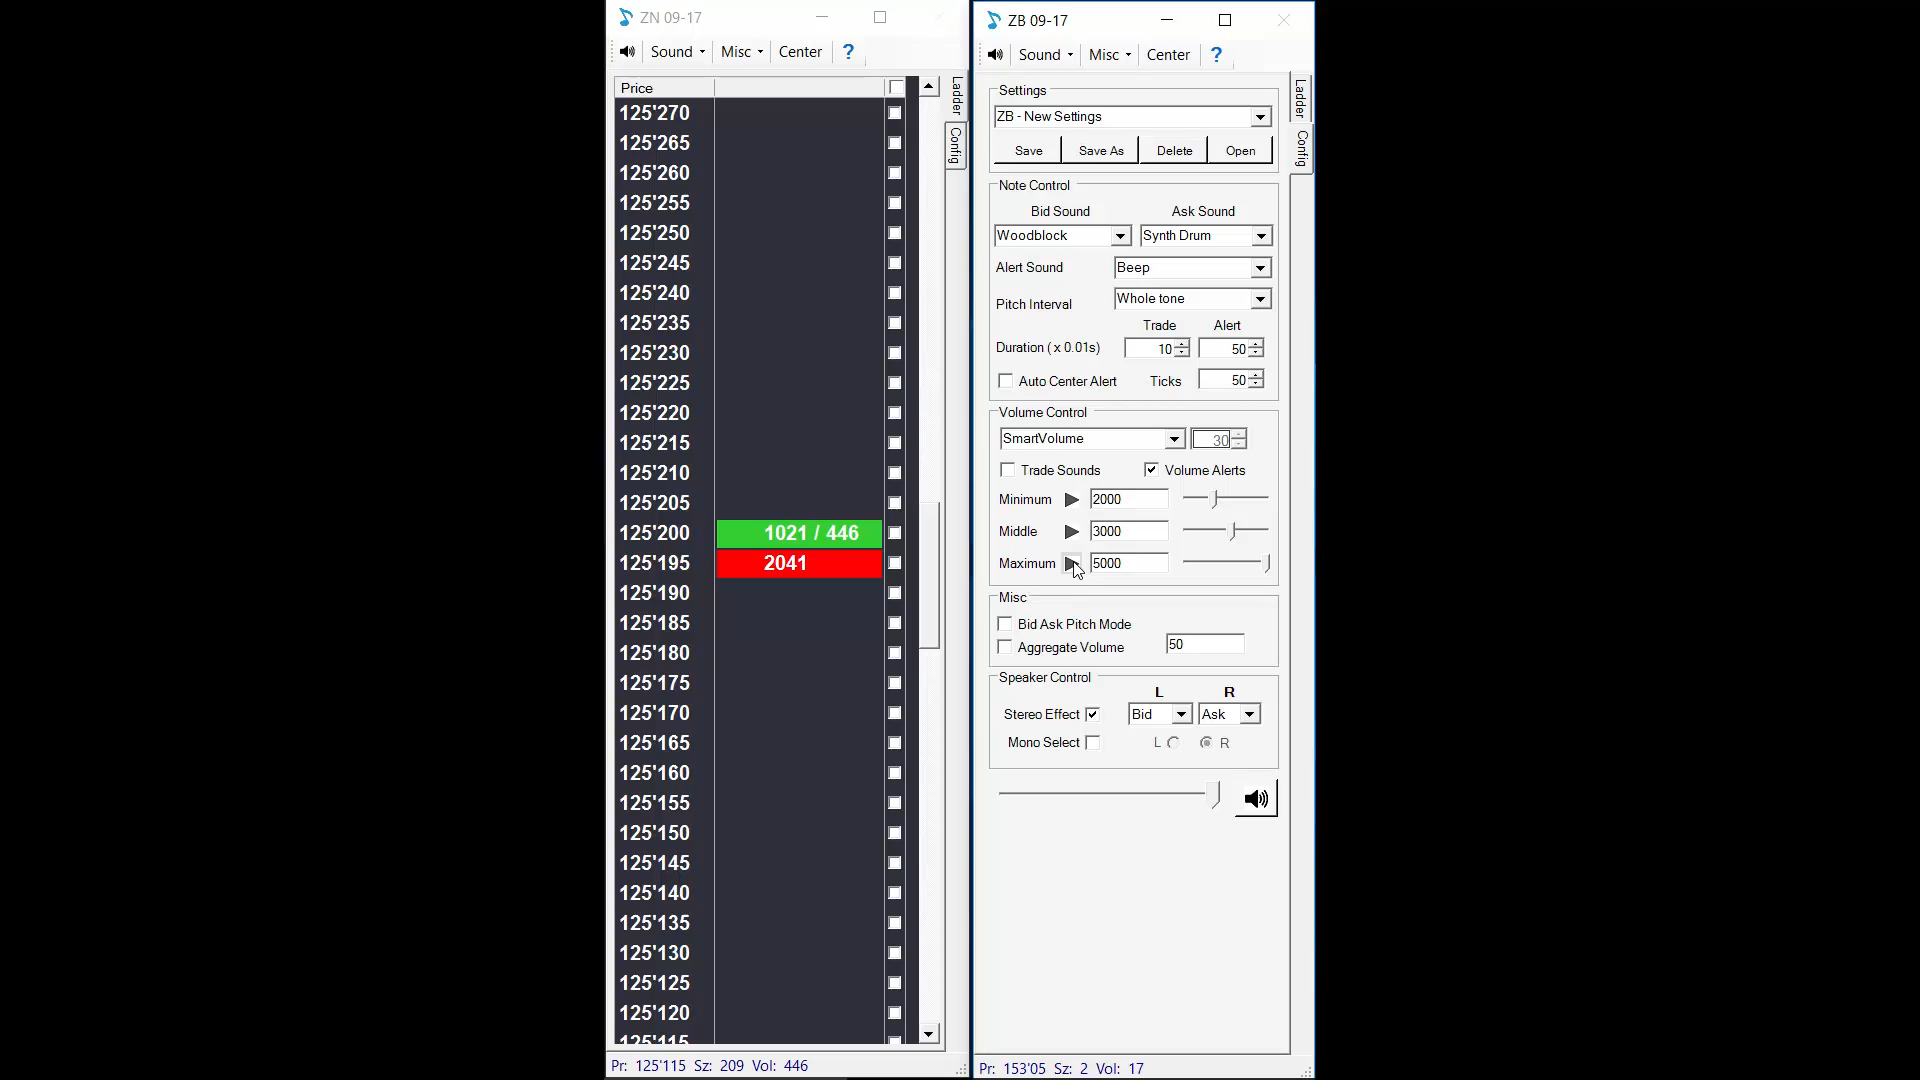 ZN 09-17
Sound Misc Center ?
Price
125'270
125'265
125'260
125'255
125'250
125'245
125'240
125'235
125'230
125'225
125'220
125'215
125'210
125'205
125'200 1021 / 446
125'195 2041
125'190
125'185
125'180
125'175
125'170
125'165
125'160
125'155
125'150
125'145
125'140
125'135
125'130
125'125
125'120
125'115
Ladder
Config
Pr: 125'115 Sz: 209 Vol: 446
ZB 09-17
Sound Misc Center ?
Settings
ZB - New Settings
Save Save As Delete Open
Note Control
Bid Sound Ask Sound
Woodblock Synth Drum
Alert Sound Beep
Pitch Interval Whole tone
Trade Alert
Duration ( x 0.01s) 10 50
Auto Center Alert Ticks 50
Volume Control
SmartVolume 30
Trade Sounds Volume Alerts
Minimum 2000
Middle 3000
Maximum 5000
Misc
Bid Ask Pitch Mode
Aggregate Volume 50
Speaker Control
L R
Stereo Effect Bid Ask
Mono Select L R
Ladder
Config
Pr: 153'05 Sz: 2 Vol: 17